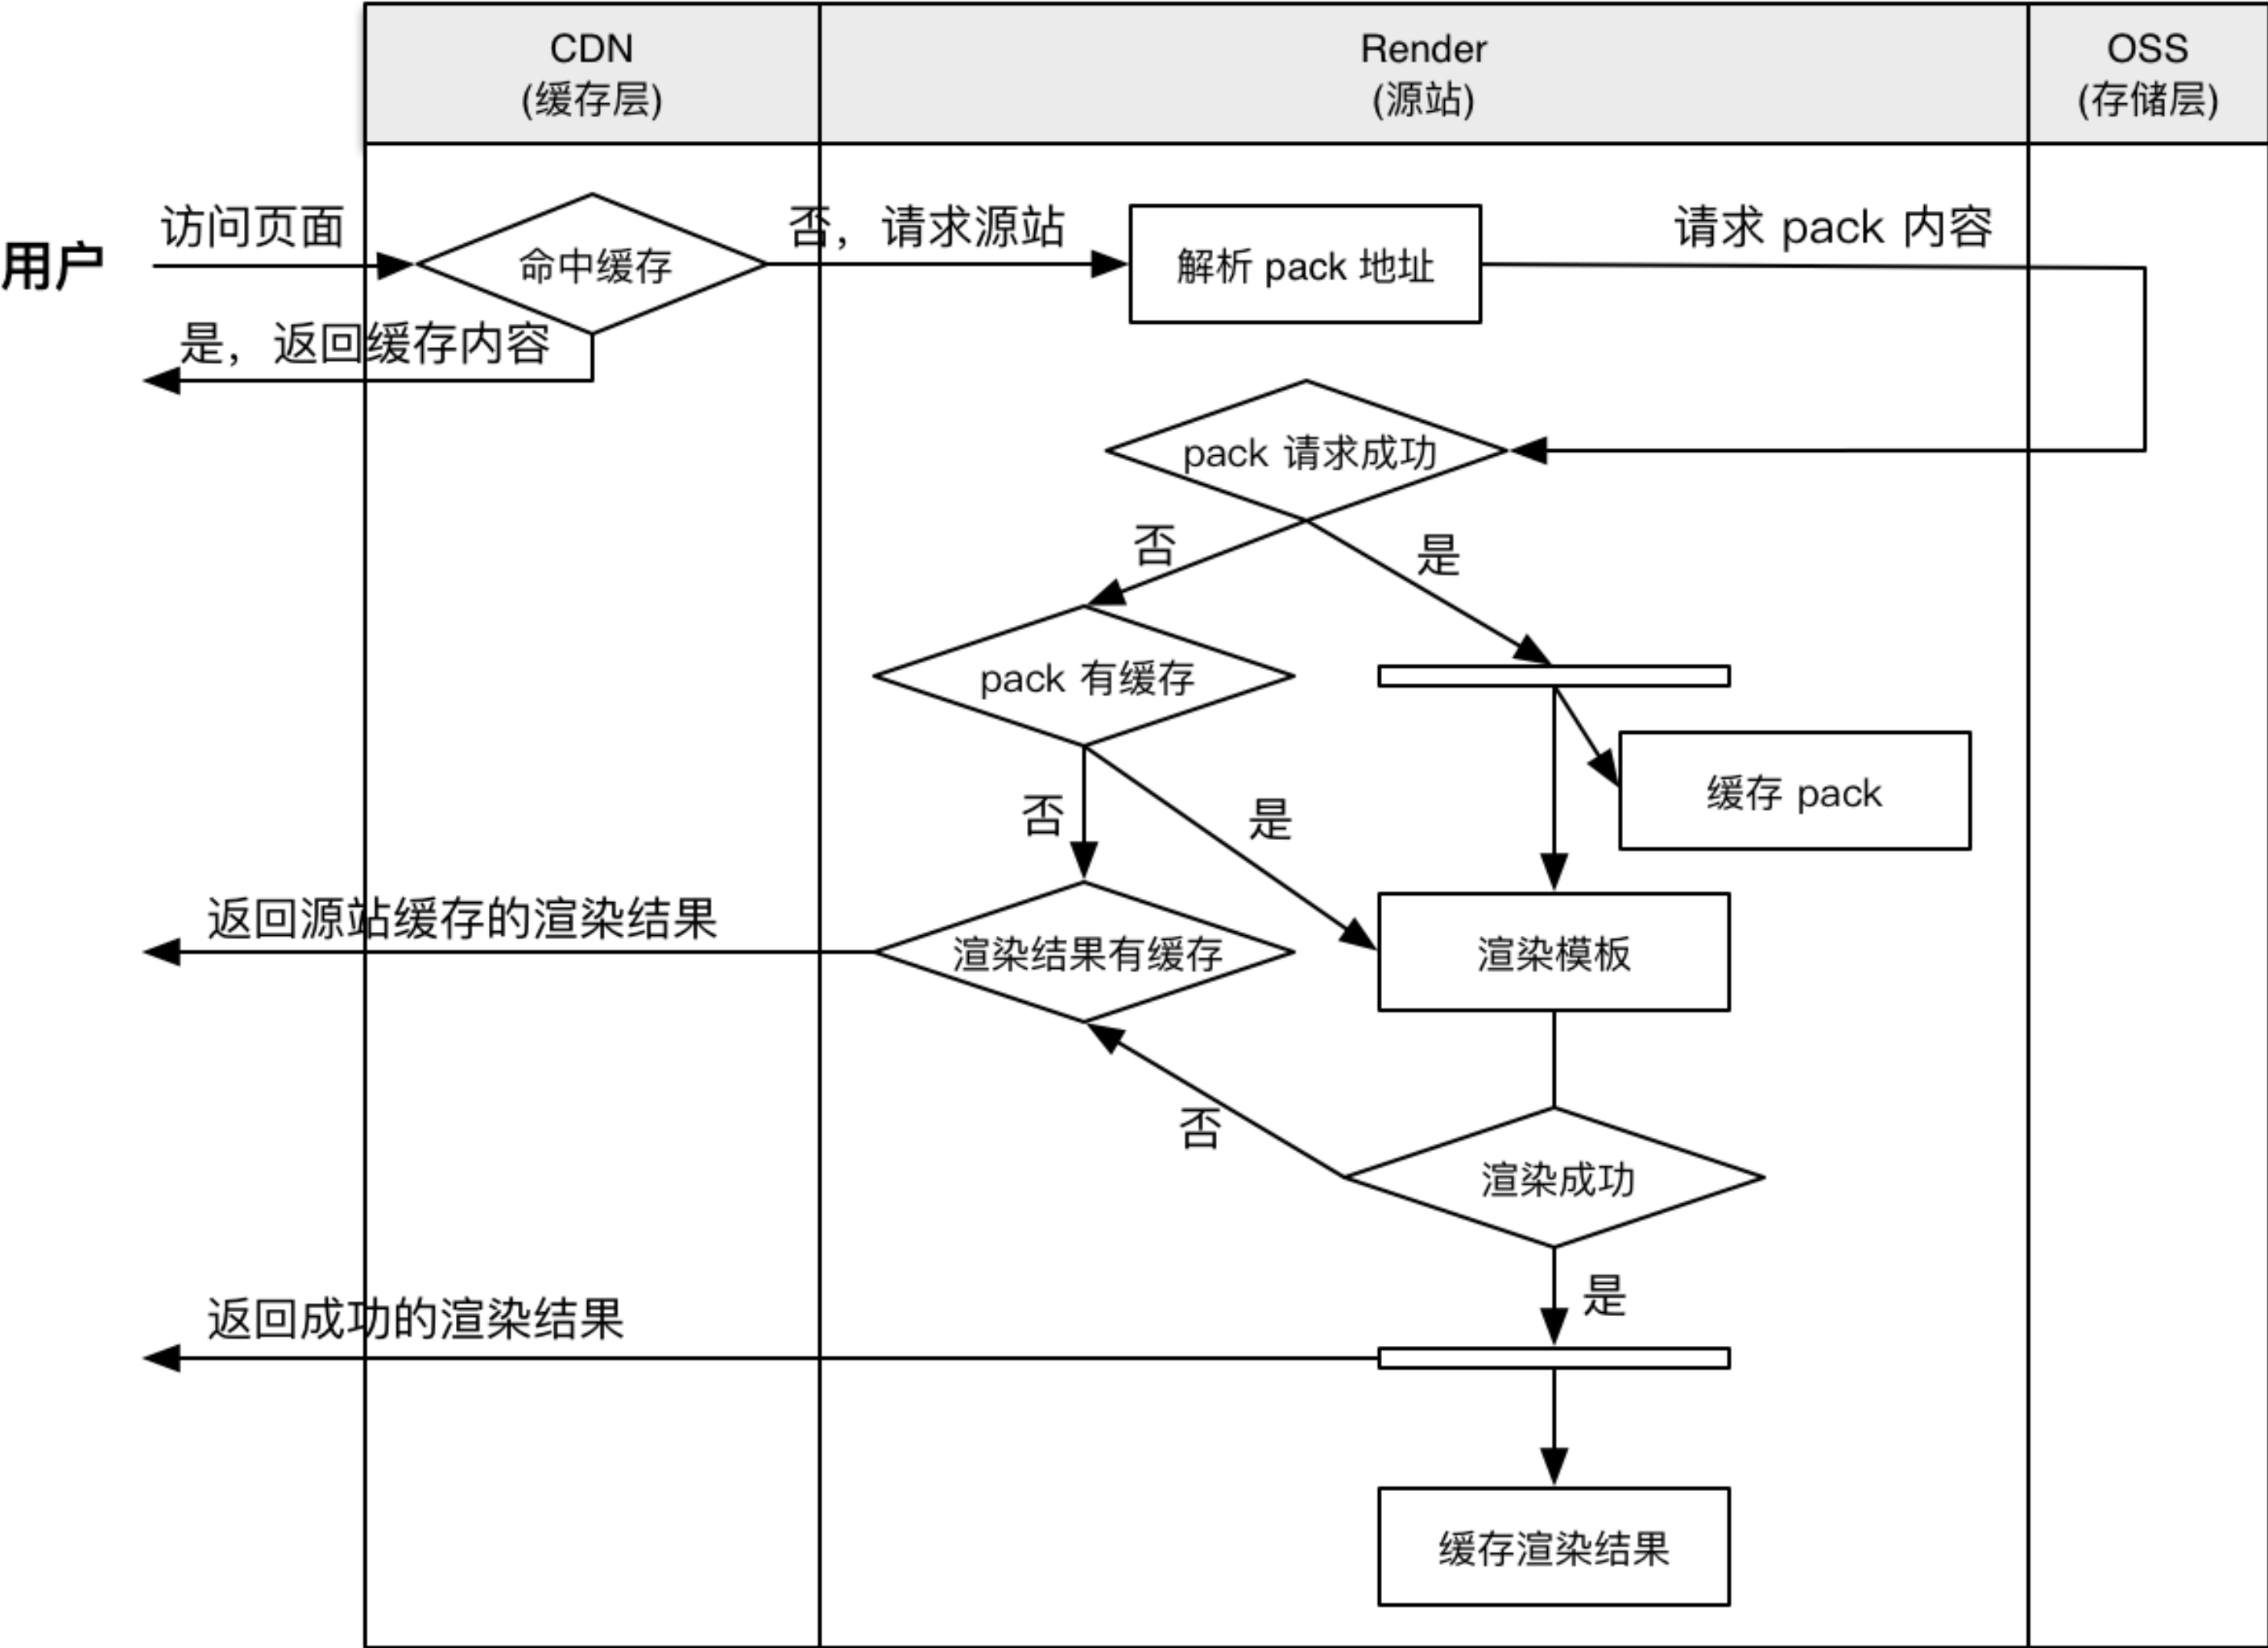 CDN
(缓存层)
Render
(源站)
OSS
(存储层)
用户
访问页面
命中缓存
否，请求源站
解析 pack 地址
请求 pack 内容
是，返回缓存内容
pack 请求成功
否
是
pack 有缓存
缓存 pack
否
是
返回源站缓存的渲染结果
渲染结果有缓存
渲染模板
否
渲染成功
是
返回成功的渲染结果
缓存渲染结果